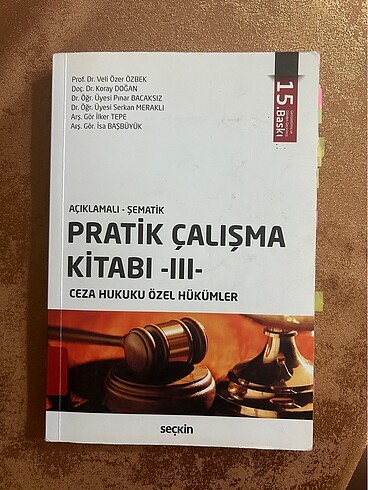 Prof. Dr. Veli Özer ÖZBEK
Doç. Dr. Koray DOĞAN
Dr. Öğr. Üyesi Pınar BACAKSIZ
Dr. Öğr. Üyesi Serkan MERAKLI
Arş. Gör İlker TEPE
Arş. Gör. İsa BAŞBÜYÜK
15.Baskı
AÇIKLAMALI - ŞEMATİK
PRATİK ÇALIŞMA
KİTABI -III-
CEZA HUKUKU ÖZEL HÜKÜMLER
seçkin